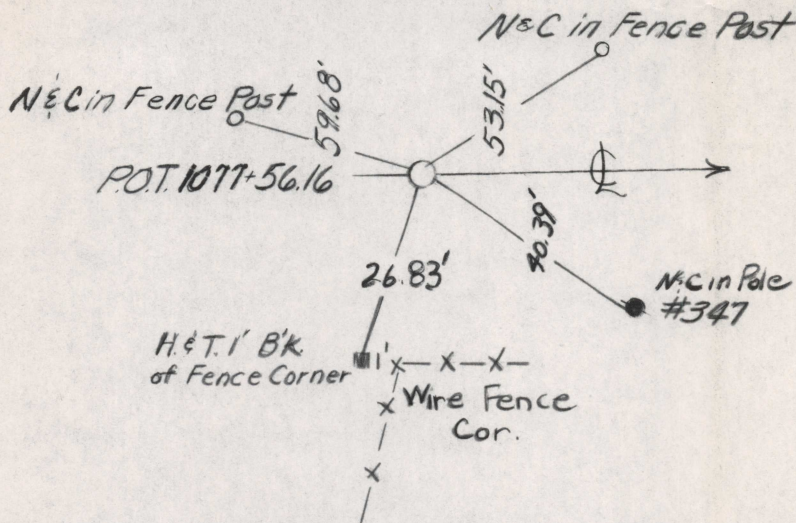 N&C in Fence Post
N&C in Fence Post
59.68'
53.15'
P.O.T. 1077+56.16
℄
26.83'
40.39'
N&C in Pole
#347
H.&T. 1' B'K.
of Fence Corner
1'
Wire Fence
Cor.